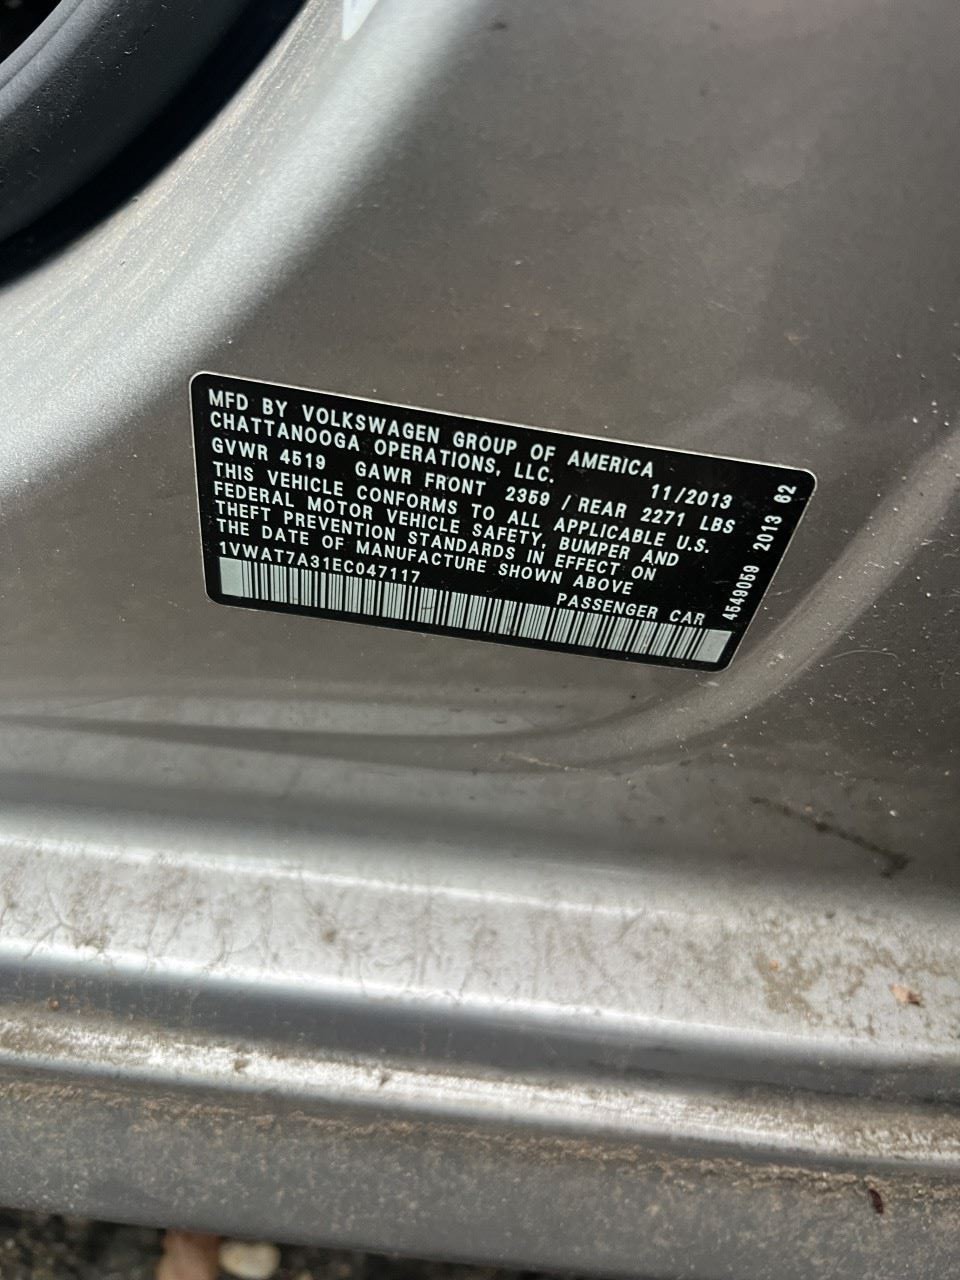 MFD BY VOLKSWAGEN GROUP OF AMERICA
CHATTANOOGA OPERATIONS, LLC. 11/2013
GVWR 4519 GAWR FRONT 2359 / REAR 2271 LBS
THIS VEHICLE CONFORMS TO ALL APPLICABLE U.S.
FEDERAL MOTOR VEHICLE SAFETY, BUMPER AND
THEFT PREVENTION STANDARDS IN EFFECT ON
THE DATE OF MANUFACTURE SHOWN ABOVE
1VWAT7A31EC047117 PASSENGER CAR
4549059 2013 62